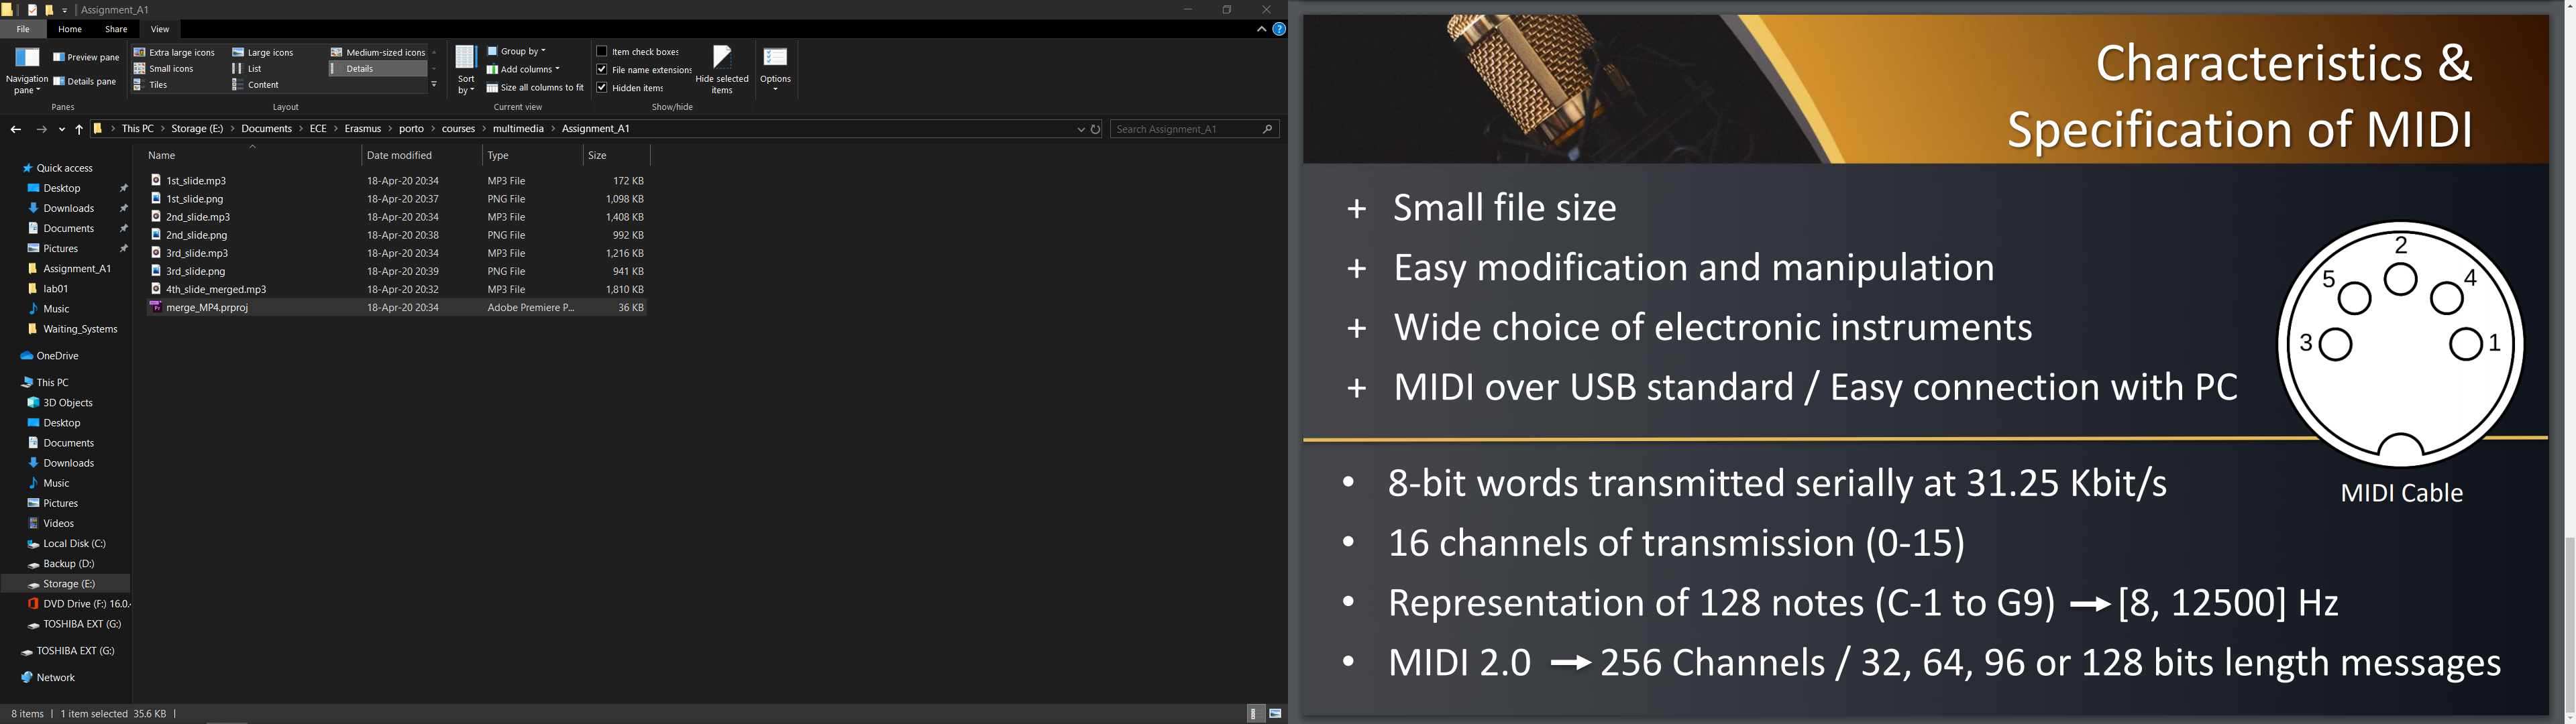 Assignment_A1
File Home Share View
Navigation pane
Preview pane
Details pane
Panes
Extra large icons Large icons Medium-sized icons
Small icons List Details
Tiles Content
Layout
Sort by
Group by
Add columns
Size all columns to fit
Current view
Item check boxes
File name extensions
Hidden items
Hide selected items
Show/hide
Options
This PC > Storage (E:) > Documents > ECE > Erasmus > porto > courses > multimedia > Assignment_A1
Search Assignment_A1
Quick access
Desktop
Downloads
Documents
Pictures
Assignment_A1
lab01
Music
Waiting_Systems
OneDrive
This PC
3D Objects
Desktop
Documents
Downloads
Music
Pictures
Videos
Local Disk (C:)
Backup (D:)
Storage (E:)
DVD Drive (F:) 16.0.
TOSHIBA EXT (G:)
TOSHIBA EXT (G:)
Network
Name Date modified Type Size
1st_slide.mp3 18-Apr-20 20:34 MP3 File 172 KB
1st_slide.png 18-Apr-20 20:37 PNG File 1,098 KB
2nd_slide.mp3 18-Apr-20 20:34 MP3 File 1,408 KB
2nd_slide.png 18-Apr-20 20:38 PNG File 992 KB
3rd_slide.mp3 18-Apr-20 20:34 MP3 File 1,216 KB
3rd_slide.png 18-Apr-20 20:39 PNG File 941 KB
4th_slide_merged.mp3 18-Apr-20 20:32 MP3 File 1,810 KB
merge_MP4.prproj 18-Apr-20 20:34 Adobe Premiere P... 36 KB
8 items | 1 item selected 35.6 KB |
Characteristics &
Specification of MIDI
+ Small file size
+ Easy modification and manipulation
+ Wide choice of electronic instruments
+ MIDI over USB standard / Easy connection with PC
2
5 4
3 1
MIDI Cable
• 8-bit words transmitted serially at 31.25 Kbit/s
• 16 channels of transmission (0-15)
• Representation of 128 notes (C-1 to G9) → [8, 12500] Hz
• MIDI 2.0 → 256 Channels / 32, 64, 96 or 128 bits length messages